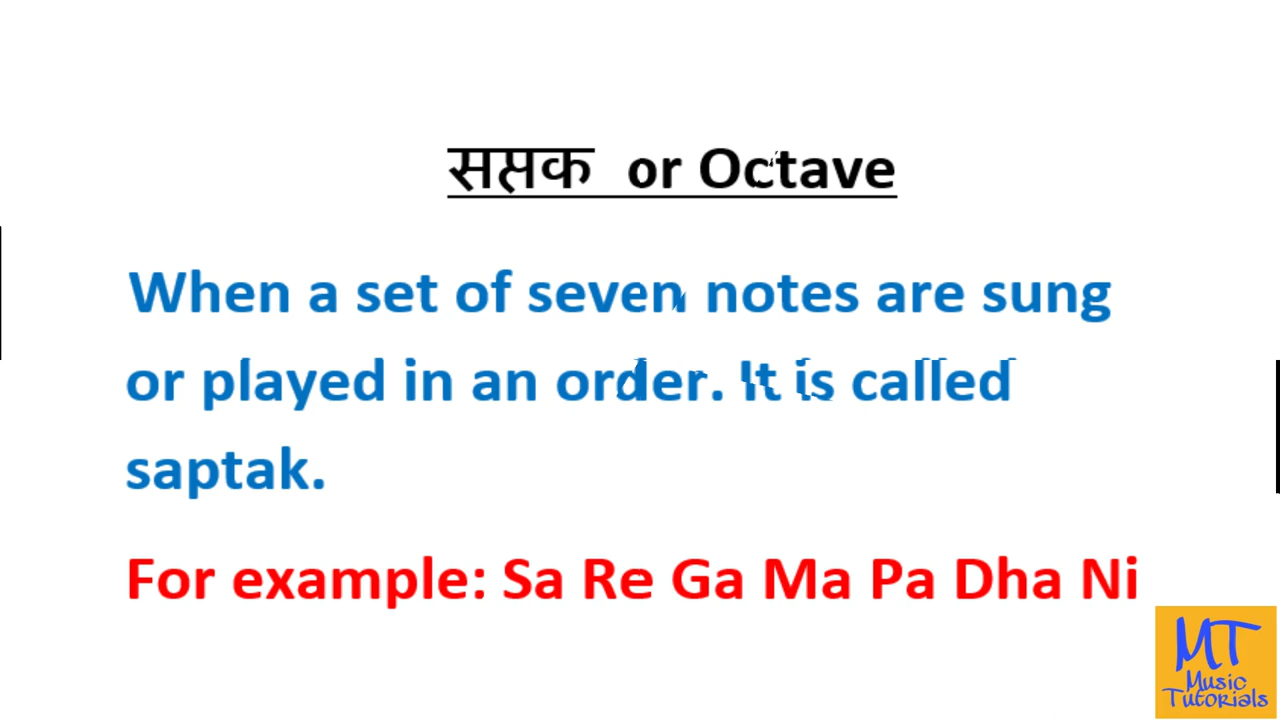 सप्तक or Octave
When a set of seven notes are sung
or played in an order. It is called
saptak.
For example: Sa Re Ga Ma Pa Dha Ni
MT
Music
Tutorials